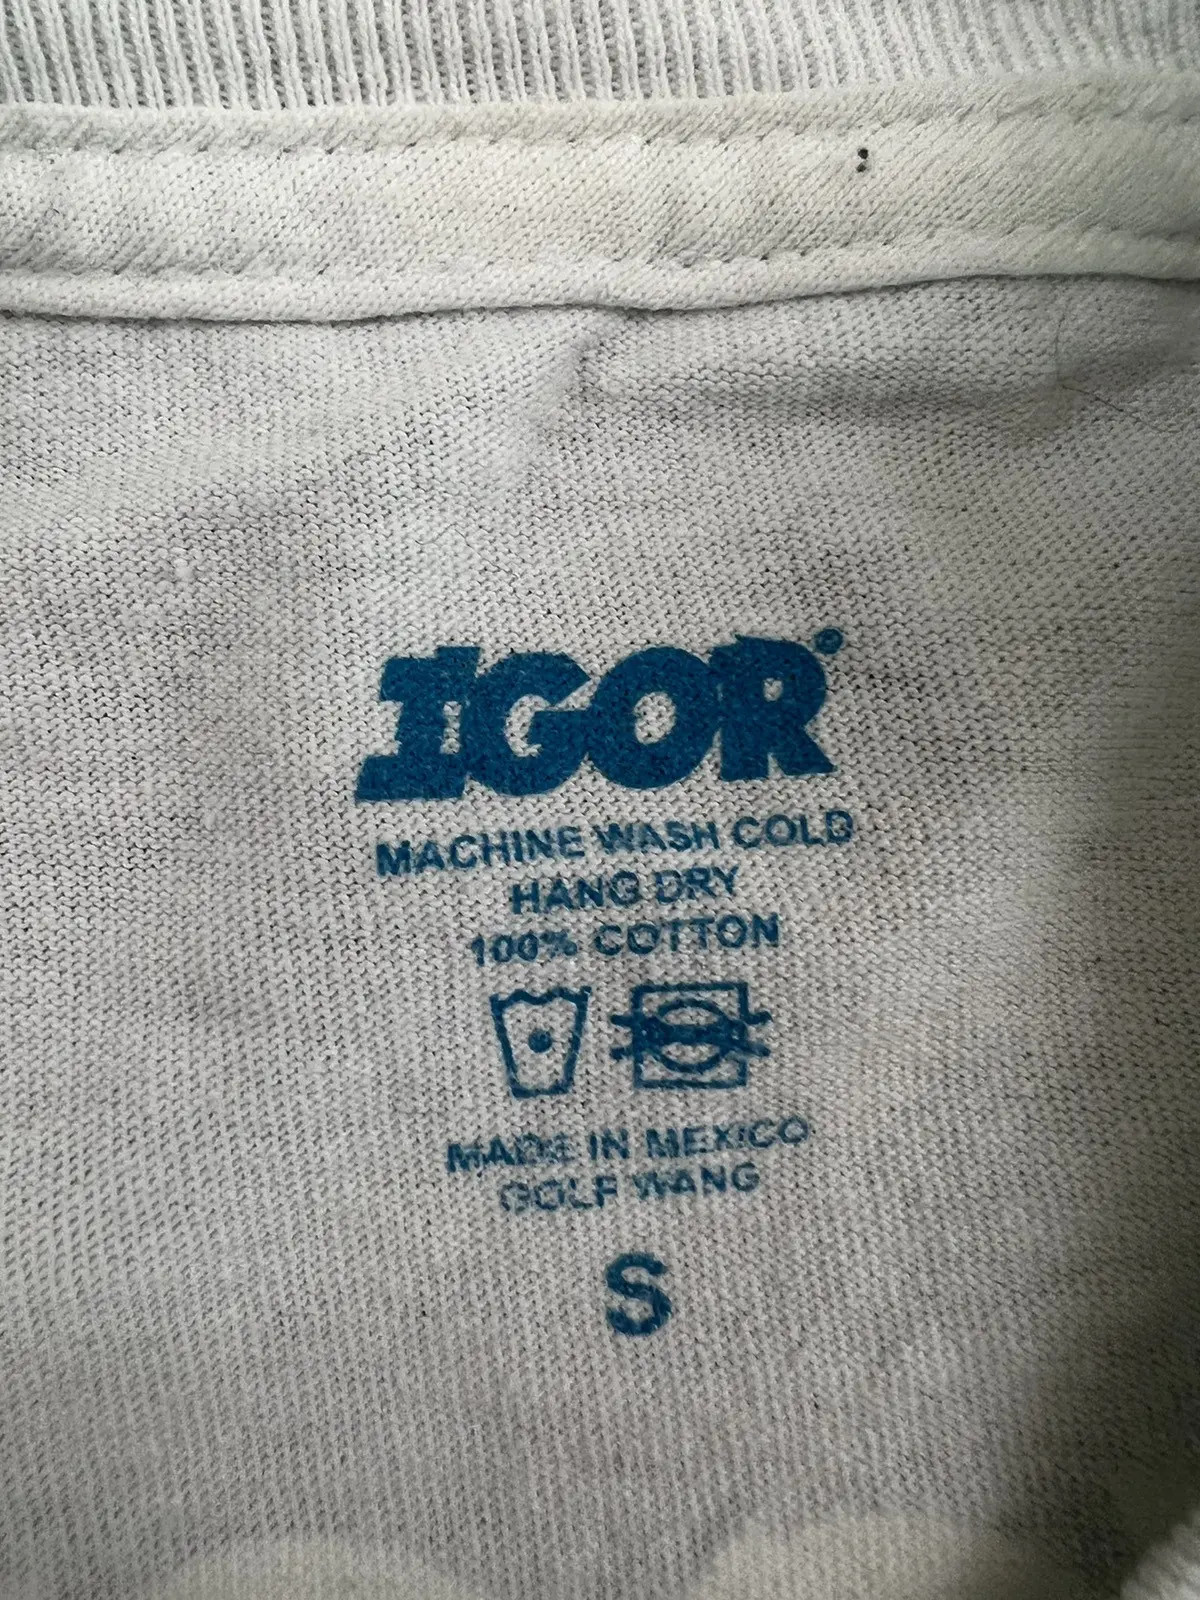 IGOR®
MACHINE WASH COLD
HANG DRY
100% COTTON
MADE IN MEXICO
GOLF WANG
S